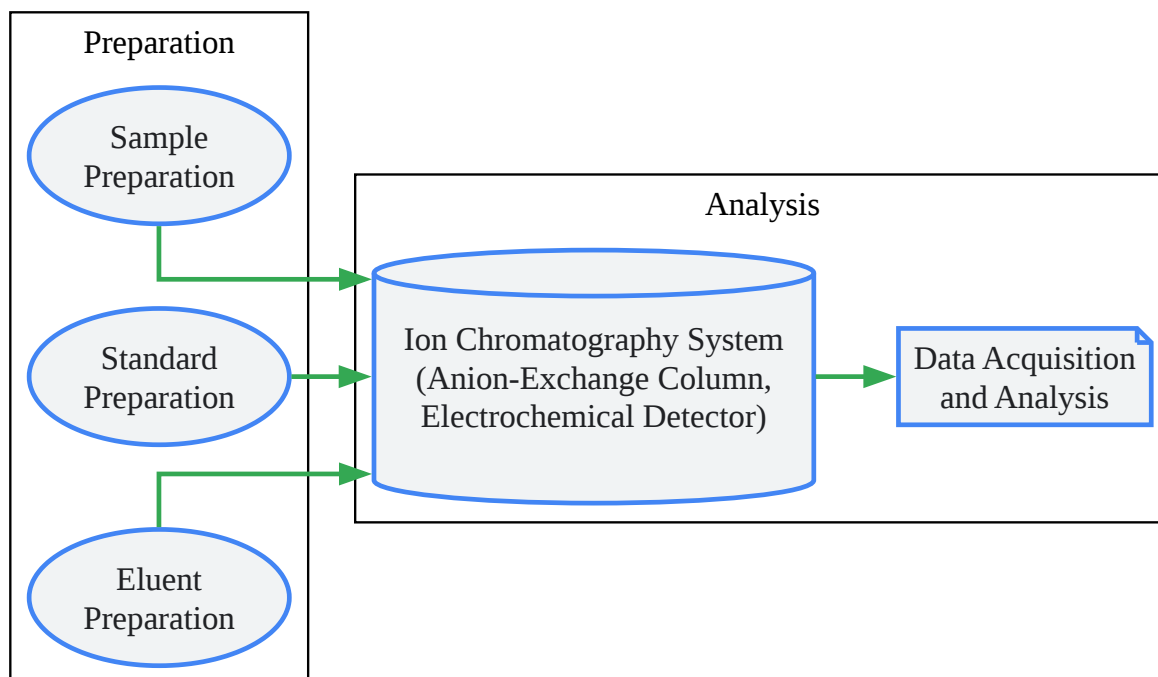 Preparation
Sample
Preparation
Standard
Preparation
Eluent
Preparation
Analysis
Ion Chromatography System
(Anion-Exchange Column,
Electrochemical Detector)
Data Acquisition
and Analysis